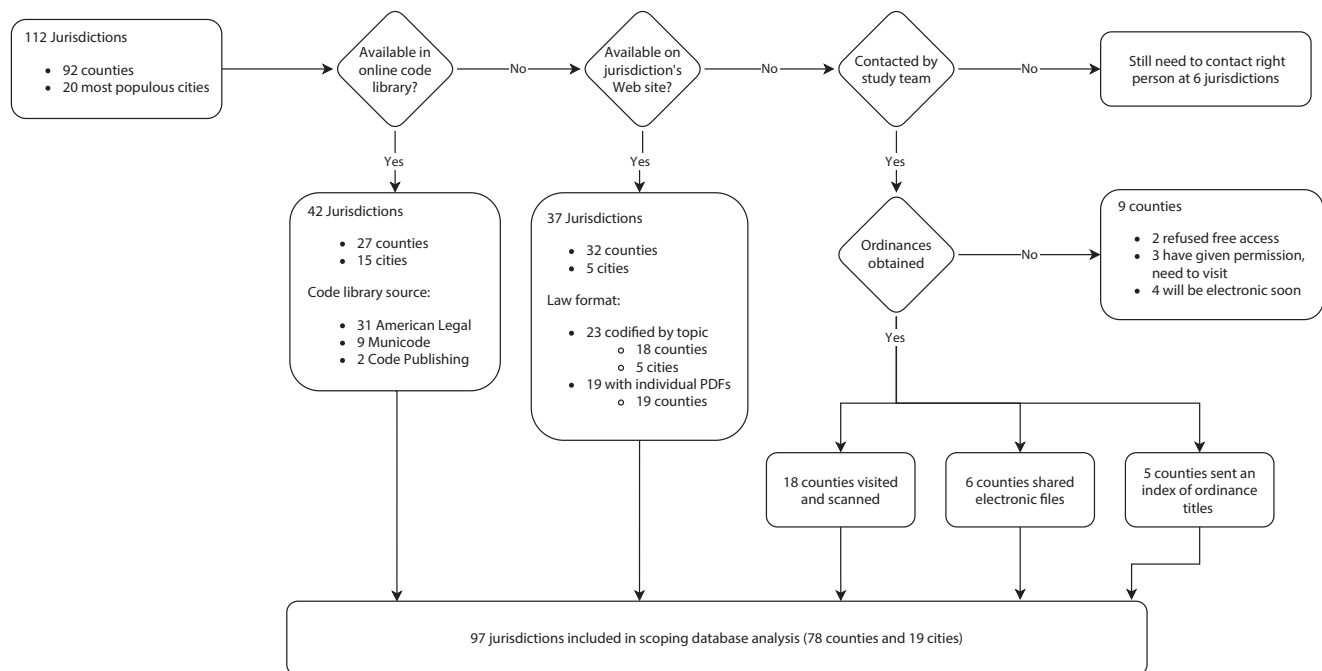 112 Jurisdictions
• 92 counties
• 20 most populous cities
Available in
online code
library?
No
Available on
jurisdiction's
Web site?
No
Contacted by
study team
No
Still need to contact right
person at 6 jurisdictions
Yes
Yes
Yes
42 Jurisdictions
• 27 counties
• 15 cities
Code library source:
• 31 American Legal
• 9 Municode
• 2 Code Publishing
37 Jurisdictions
• 32 counties
• 5 cities
Law format:
• 23 codified by topic
○ 18 counties
○ 5 cities
• 19 with individual PDFs
○ 19 counties
Ordinances
obtained
No
9 counties
• 2 refused free access
• 3 have given permission,
need to visit
• 4 will be electronic soon
Yes
18 counties visited
and scanned
6 counties shared
electronic files
5 counties sent an
index of ordinance
titles
97 jurisdictions included in scoping database analysis (78 counties and 19 cities)